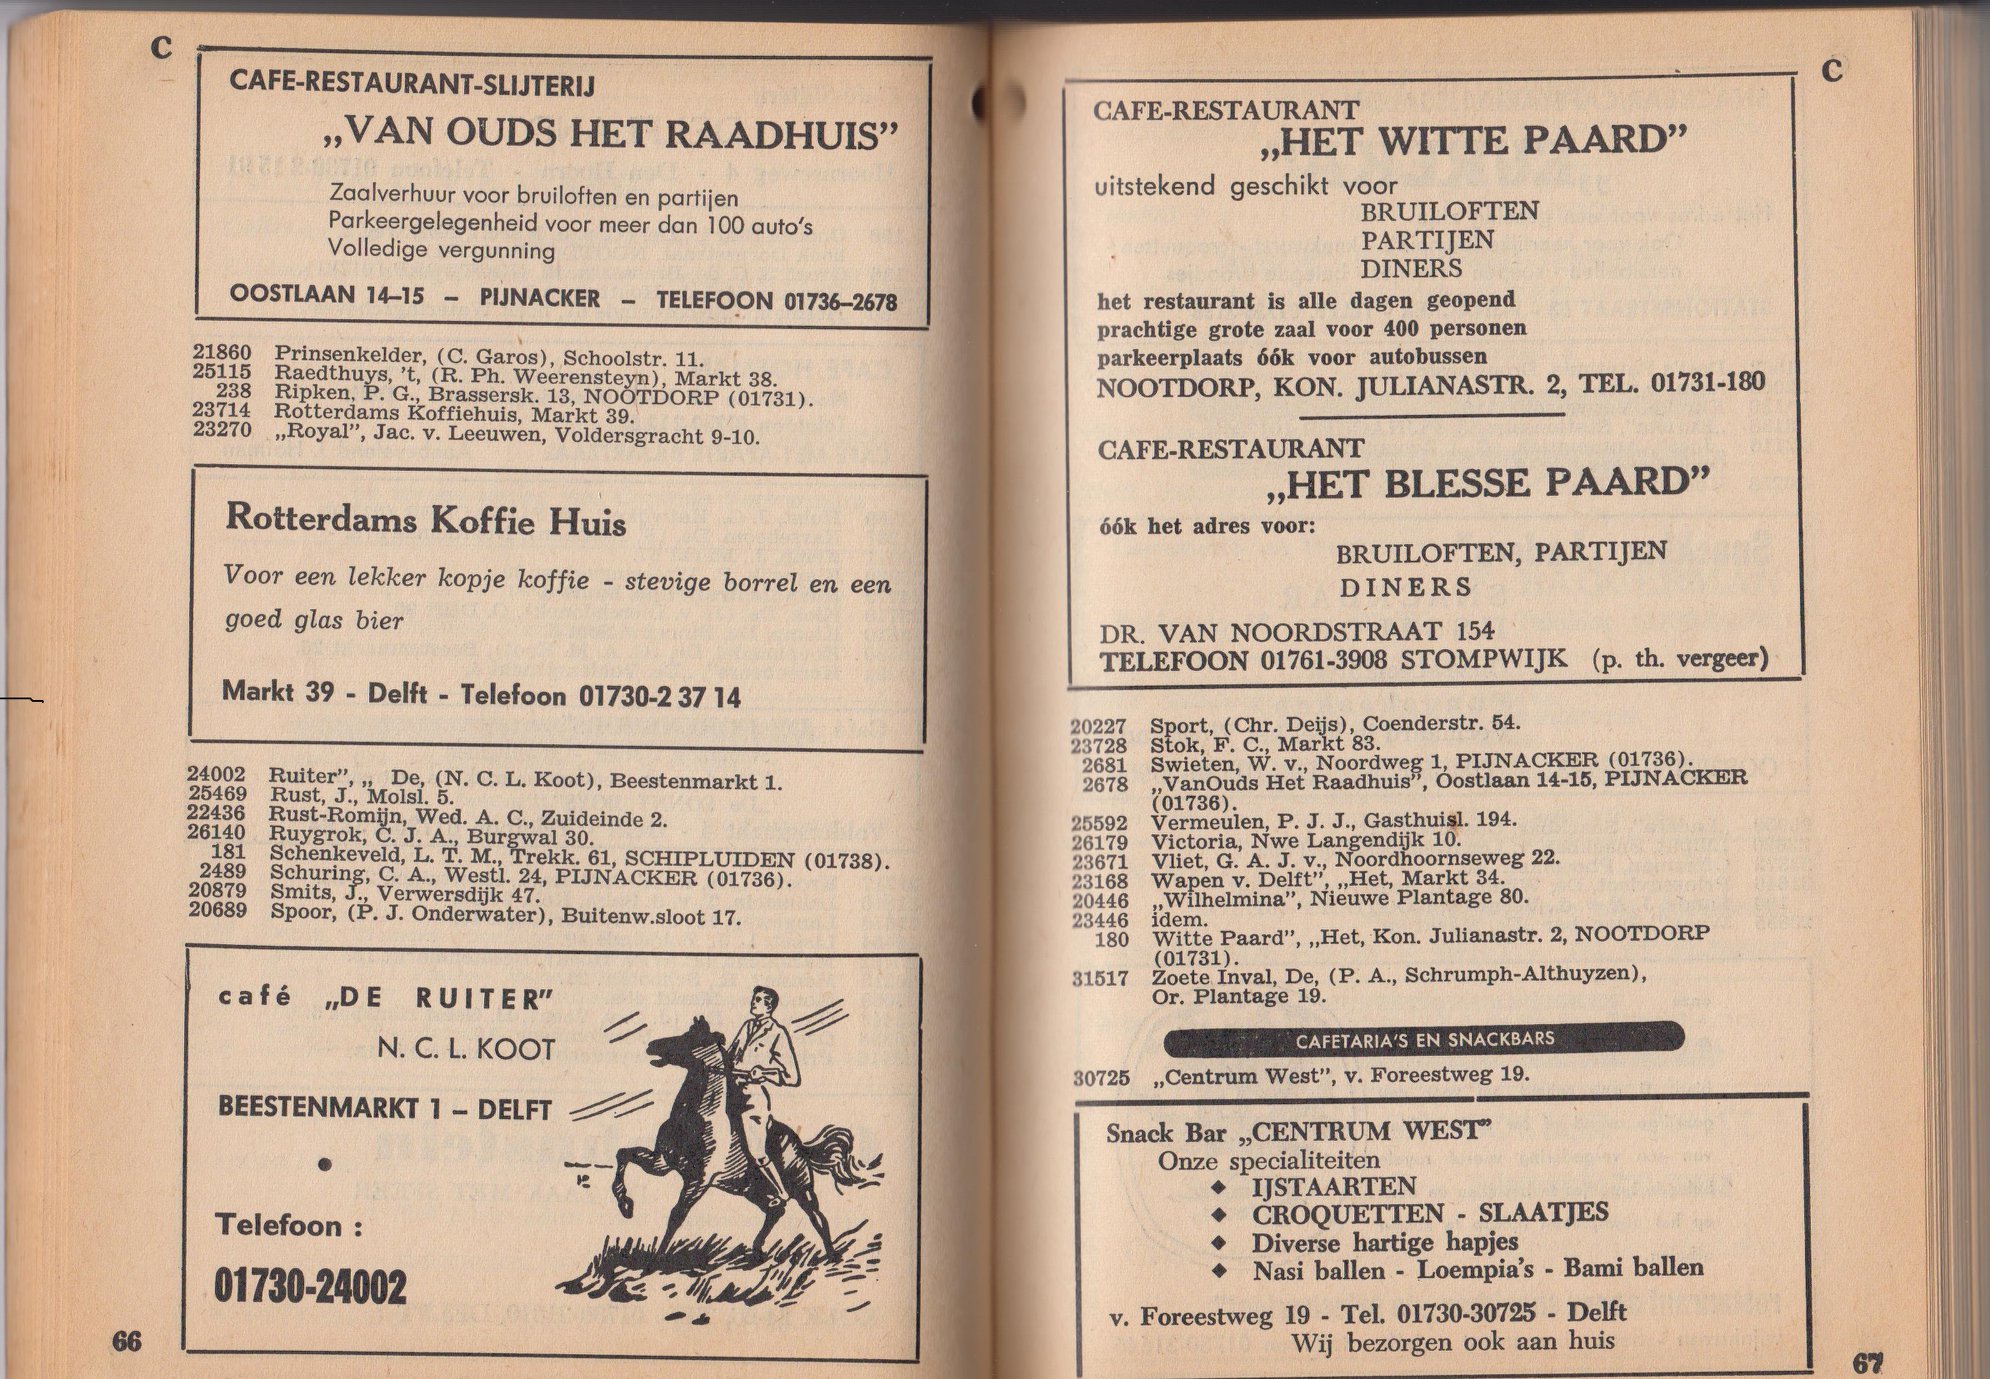 C
CAFE-RESTAURANT-SLIJTERIJ
„VAN OUDS HET RAADHUIS”
Zaalverhuur voor bruiloften en partijen
Parkeergelegenheid voor meer dan 100 auto's
Volledige vergunning
OOSTLAAN 14–15 – PIJNACKER – TELEFOON 01736–2678
21860 Prinsenkelder, (C. Garos), Schoolstr. 11.
25115 Raedthuys, 't, (R. Ph. Weerensteyn), Markt 38.
238 Ripken, P. G., Brassersk. 13, NOOTDORP (01731).
23714 Rotterdams Koffiehuis, Markt 39.
23270 „Royal”, Jac. v. Leeuwen, Voldersgracht 9-10.
Rotterdams Koffie Huis
Voor een lekker kopje koffie - stevige borrel en een
goed glas bier
Markt 39 - Delft - Telefoon 01730-2 37 14
24002 Ruiter”, „ De, (N. C. L. Koot), Beestenmarkt 1.
25469 Rust, J., Molsl. 5.
22436 Rust-Romijn, Wed. A. C., Zuideinde 2.
26140 Ruygrok, C. J. A., Burgwal 30.
181 Schenkeveld, L. T. M., Trekk. 61, SCHIPLUIDEN (01738).
2489 Schuring, C. A., Westl. 24, PIJNACKER (01736).
20879 Smits, J., Verwersdijk 47.
20689 Spoor, (P. J. Onderwater), Buitenw.sloot 17.
café „DE RUITER”
N. C. L. KOOT
BEESTENMARKT 1 – DELFT
•
Telefoon :
01730-24002
66
C
CAFE-RESTAURANT
„HET WITTE PAARD”
uitstekend geschikt voor
BRUILOFTEN
PARTIJEN
DINERS
het restaurant is alle dagen geopend
prachtige grote zaal voor 400 personen
parkeerplaats óók voor autobussen
NOOTDORP, KON. JULIANASTR. 2, TEL. 01731-180
CAFE-RESTAURANT
„HET BLESSE PAARD”
óók het adres voor:
BRUILOFTEN, PARTIJEN
DINERS
DR. VAN NOORDSTRAAT 154
TELEFOON 01761-3908 STOMPWIJK (p. th. vergeer)
20227 Sport, (Chr. Deijs), Coenderstr. 54.
23728 Stok, F. C., Markt 83.
2681 Swieten, W. v., Noordweg 1, PIJNACKER (01736).
2678 „VanOuds Het Raadhuis”, Oostlaan 14-15, PIJNACKER
(01736).
25592 Vermeulen, P. J. J., Gasthuisl. 194.
26179 Victoria, Nwe Langendijk 10.
23671 Vliet, G. A. J. v., Noordhoornseweg 22.
23168 Wapen v. Delft”, „Het, Markt 34.
20446 „Wilhelmina”, Nieuwe Plantage 80.
23446 idem.
180 Witte Paard”, „Het, Kon. Julianastr. 2, NOOTDORP
(01731).
31517 Zoete Inval, De, (P. A., Schrumph-Althuyzen),
Or. Plantage 19.
CAFETARIA'S EN SNACKBARS
30725 „Centrum West”, v. Foreestweg 19.
Snack Bar „CENTRUM WEST”
Onze specialiteiten
◆ IJSTAARTEN
◆ CROQUETTEN - SLAATJES
◆ Diverse hartige hapjes
◆ Nasi ballen - Loempia's - Bami ballen
v. Foreestweg 19 - Tel. 01730-30725 - Delft
Wij bezorgen ook aan huis
67